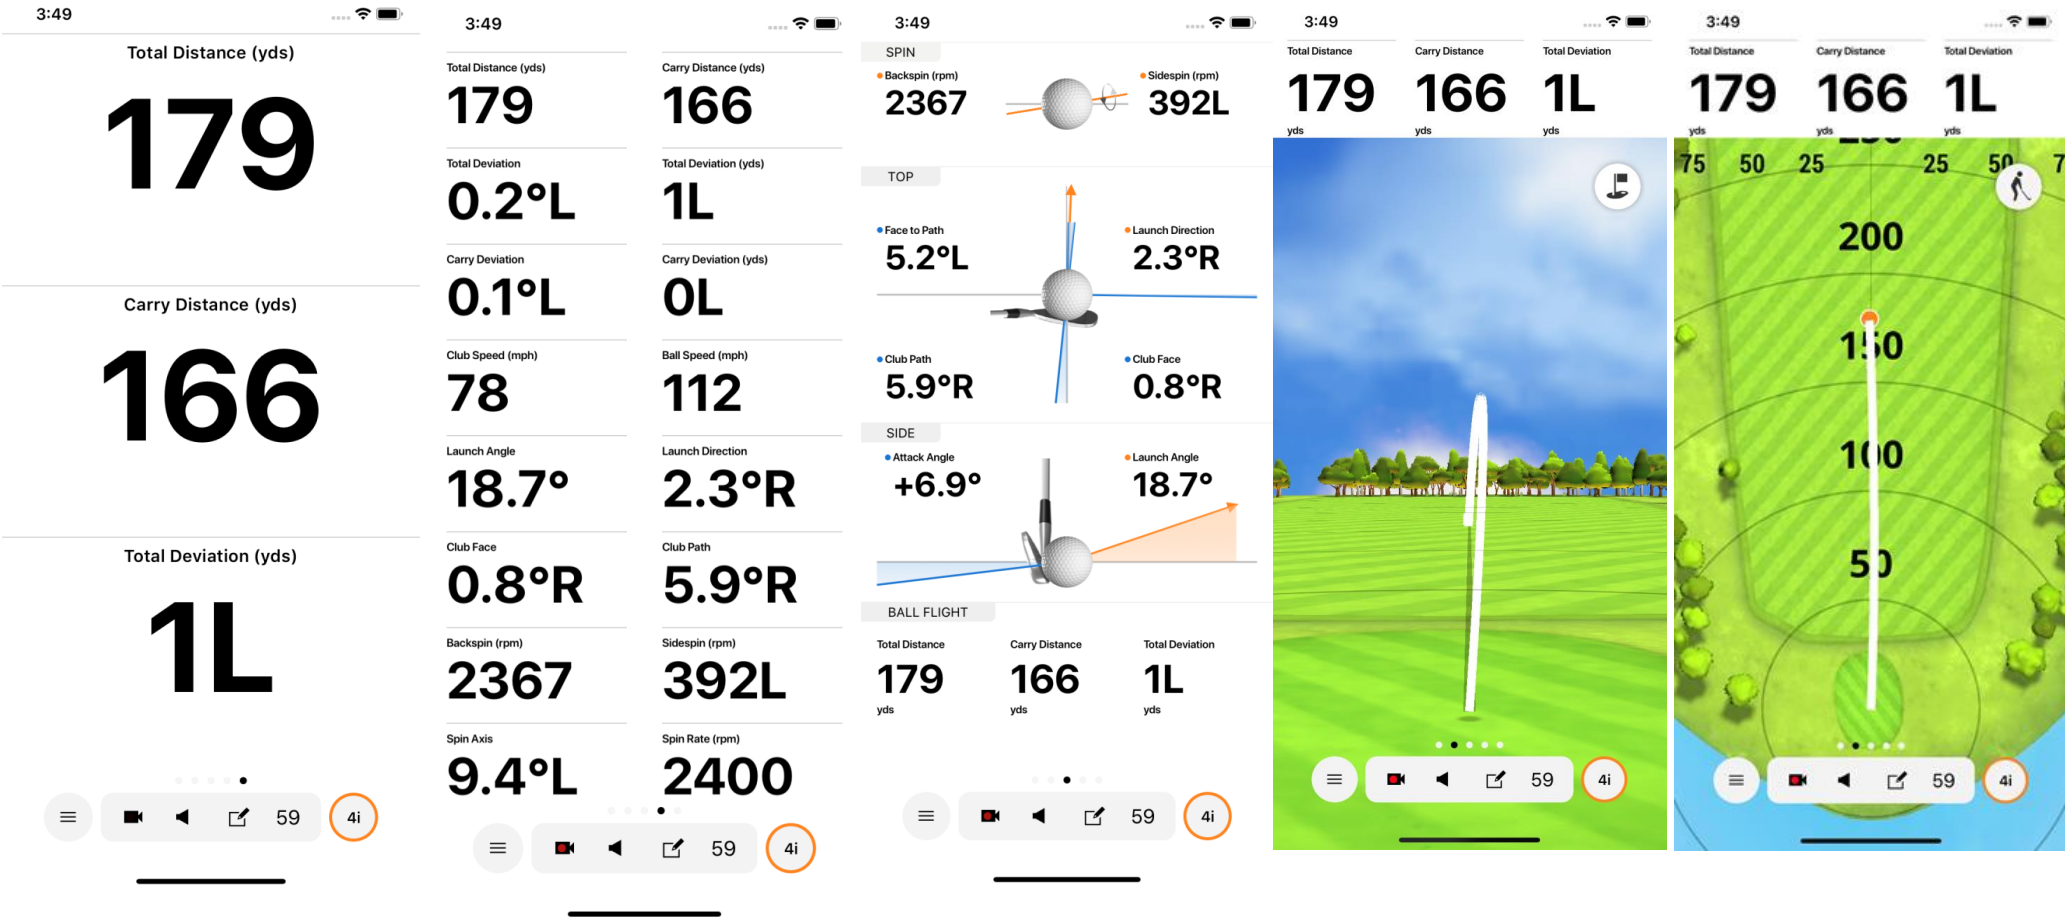 3:49
Total Distance (yds)
179
Carry Distance (yds)
166
Total Deviation (yds)
1L
59
4i
3:49
Total Distance (yds) Carry Distance (yds)
179 166
Total Deviation Total Deviation (yds)
0.2°L 1L
Carry Deviation Carry Deviation (yds)
0.1°L 0L
Club Speed (mph) Ball Speed (mph)
78 112
Launch Angle Launch Direction
18.7° 2.3°R
Club Face Club Path
0.8°R 5.9°R
Backspin (rpm) Sidespin (rpm)
2367 392L
Spin Axis Spin Rate (rpm)
9.4°L 2400
59
4i
3:49
SPIN
Backspin (rpm) Sidespin (rpm)
2367 392L
TOP
Face to Path Launch Direction
5.2°L 2.3°R
Club Path Club Face
5.9°R 0.8°R
SIDE
Attack Angle Launch Angle
+6.9° 18.7°
BALL FLIGHT
Total Distance Carry Distance Total Deviation
179 166 1L
yds yds yds
59
4i
3:49
Total Distance Carry Distance Total Deviation
179 166 1L
yds yds yds
59
4i
3:49
Total Distance Carry Distance Total Deviation
179 166 1L
yds yds yds
75 50 25 25 50
200
150
100
50
59
4i